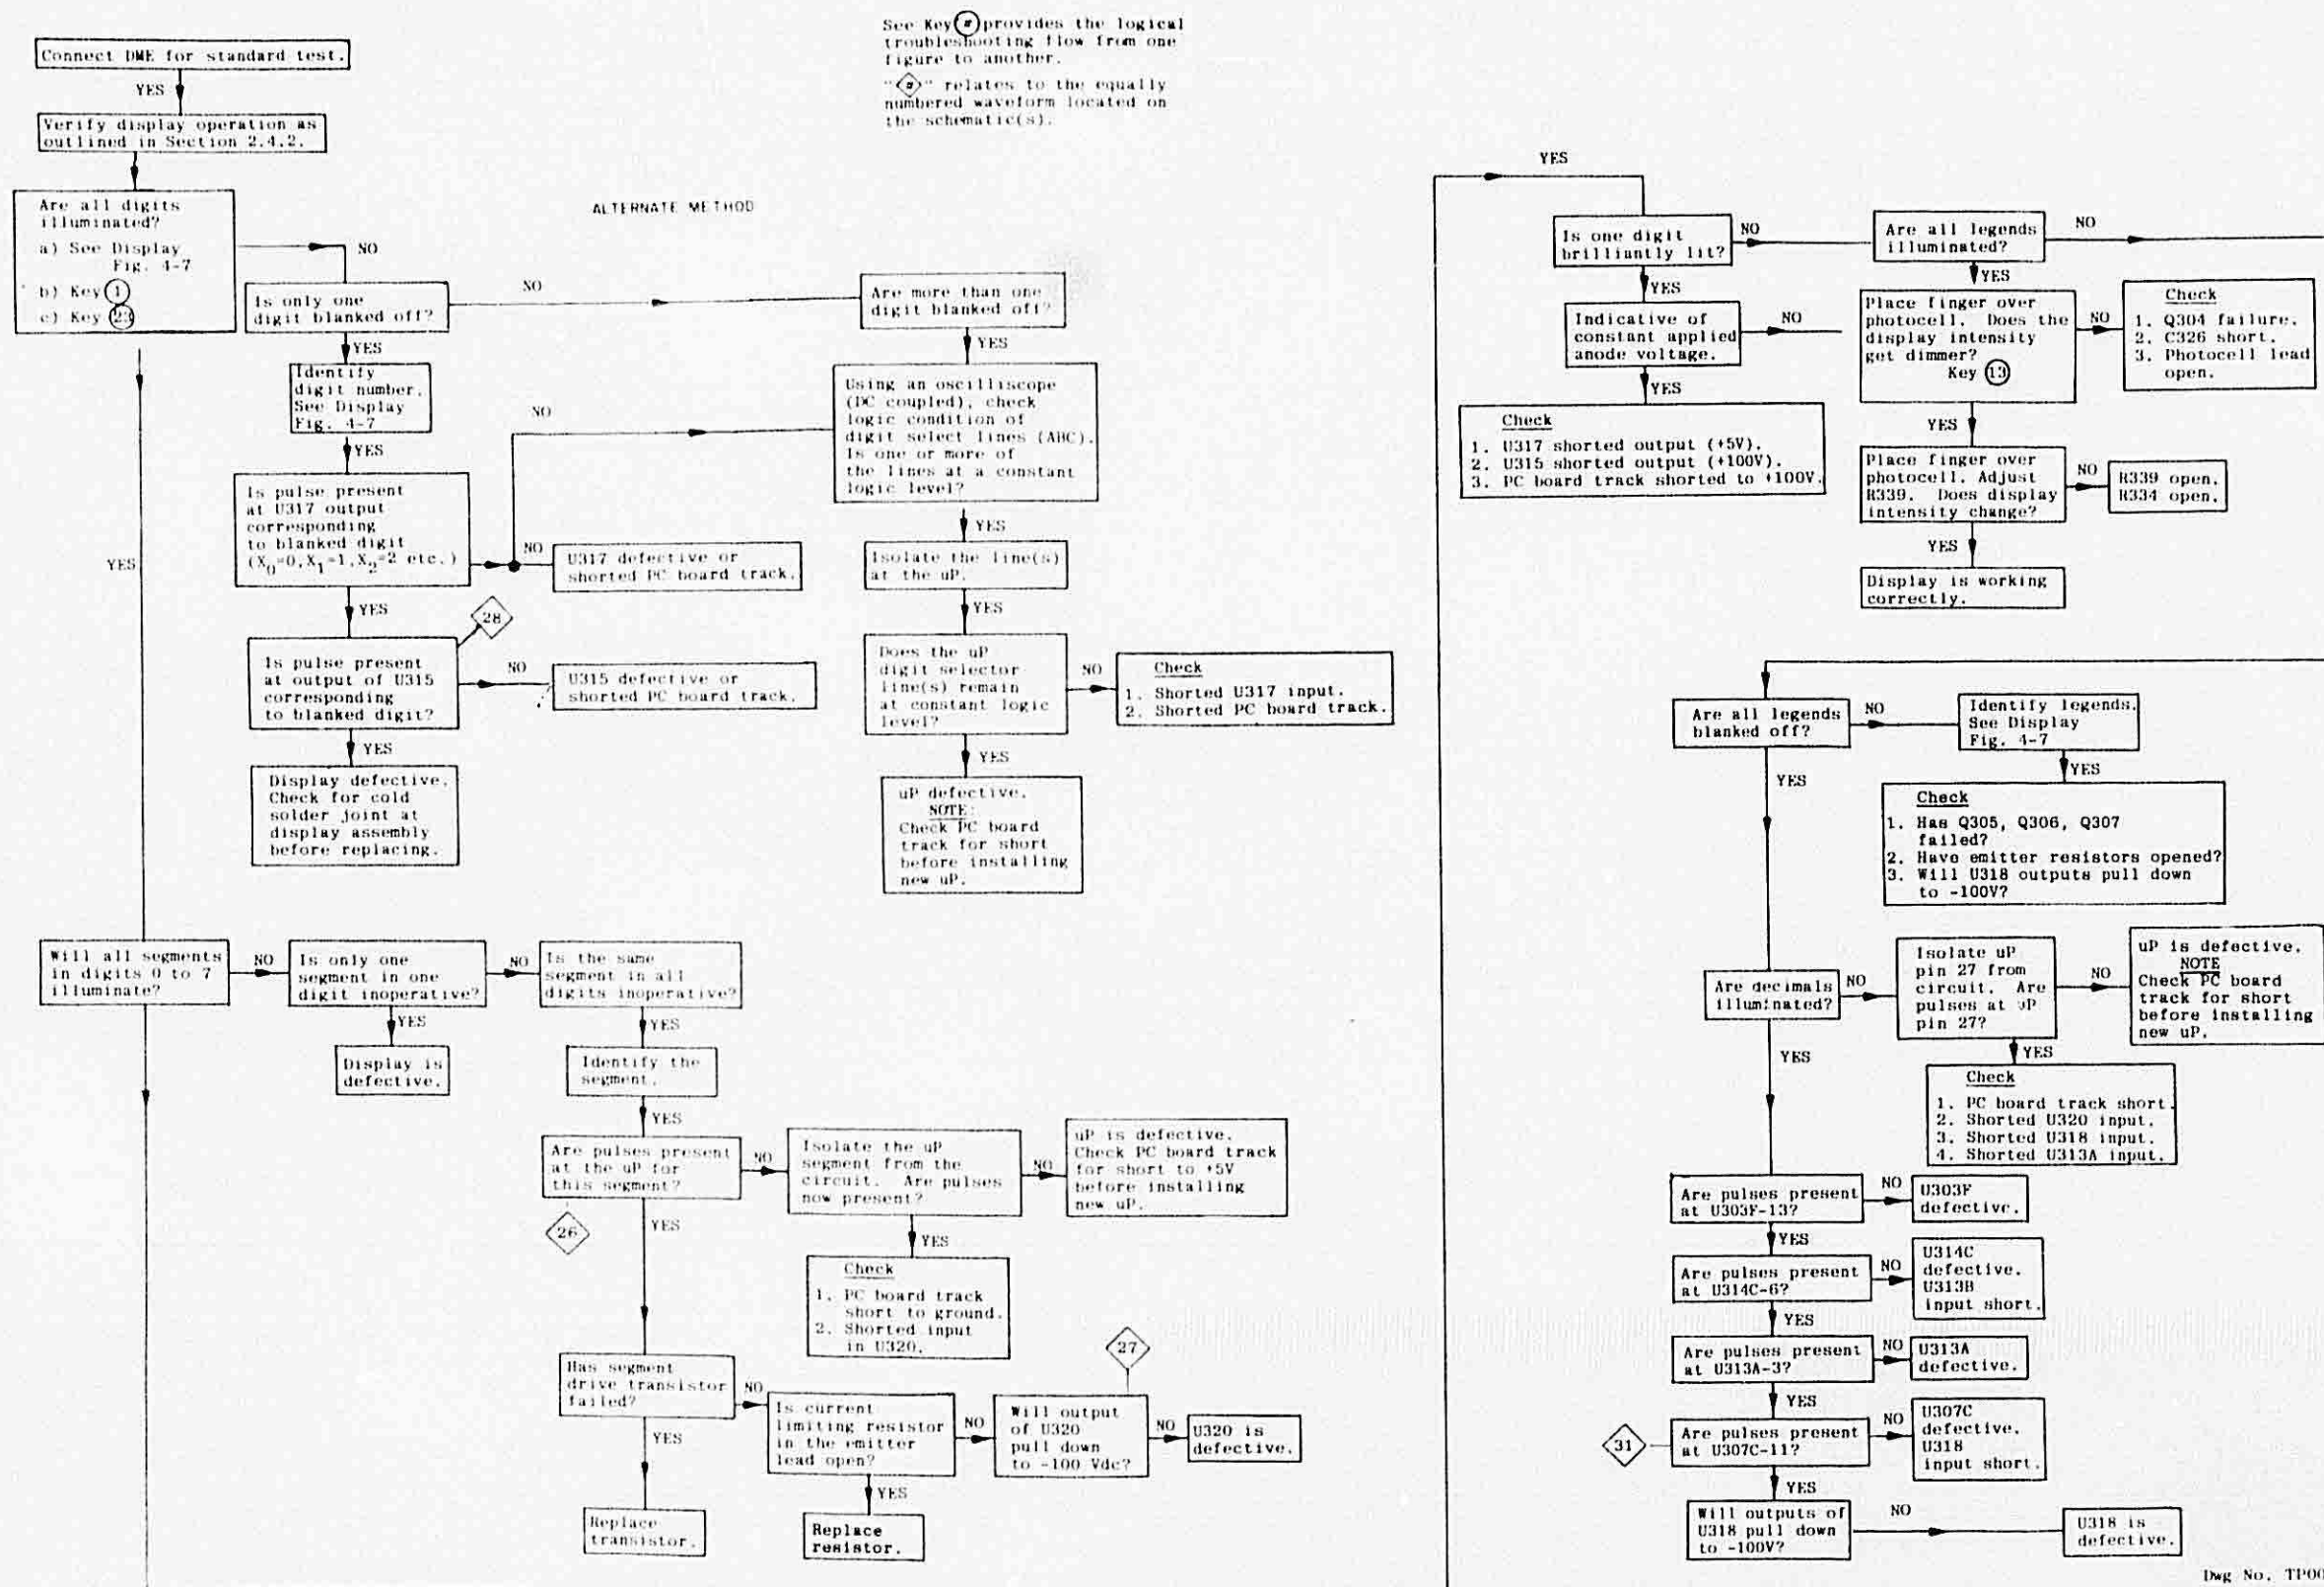 See Key # provides the logical
troubleshooting flow from one
figure to another.
"#" relates to the equally
numbered waveform located on
the schematic(s).
Connect DME for standard test.
YES
Verify display operation as
outlined in Section 2.4.2.
Are all digits
illuminated?
a) See Display
Fig. 4-7
b) Key 1
c) Key 23
NO
YES
ALTERNATE METHOD
Is only one
digit blanked off?
NO
YES
Are more than one
digit blanked off?
YES
Identify
digit number.
See Display
Fig. 4-7
YES
NO
Using an oscilliscope
(DC coupled), check
logic condition of
digit select lines (ABC).
Is one or more of
the lines at a constant
logic level?
YES
Is pulse present
at U317 output
corresponding
to blanked digit
(X0=0,X1=1,X2=2 etc.)
NO
U317 defective or
shorted PC board track.
YES
28
Isolate the line(s)
at the uP.
YES
Is pulse present
at output of U315
corresponding
to blanked digit?
NO
U315 defective or
shorted PC board track.
YES
Does the uP
digit selector
line(s) remain
at constant logic
level?
NO
Check
1. Shorted U317 input.
2. Shorted PC board track.
YES
Display defective.
Check for cold
solder joint at
display assembly
before replacing.
uP defective.
NOTE:
Check PC board
track for short
before installing
new uP.
Will all segments
in digits 0 to 7
illuminate?
NO
Is only one
segment in one
digit inoperative?
NO
Is the same
segment in all
digits inoperative?
YES
YES
Display is
defective.
Identify the
segment.
YES
Are pulses present
at the uP for
this segment?
NO
Isolate the uP
segment from the
circuit. Are pulses
now present?
NO
uP is defective.
Check PC board track
for short to +5V
before installing
new uP.
26
YES
YES
Check
1. PC board track
short to ground.
2. Shorted input
in U320.
27
Has segment
drive transistor
failed?
NO
Is current
limiting resistor
in the emitter
lead open?
NO
Will output
of U320
pull down
to -100 Vdc?
NO
U320 is
defective.
YES
YES
Replace
transistor.
Replace
resistor.
YES
Is one digit
brilliantly lit?
NO
Are all legends
illuminated?
NO
YES
YES
Indicative of
constant applied
anode voltage.
NO
Place finger over
photocell. Does the
display intensity
get dimmer?
Key 13
NO
Check
1. Q304 failure.
2. C326 short.
3. Photocell lead
open.
YES
Check
1. U317 shorted output (+5V).
2. U315 shorted output (+100V).
3. PC board track shorted to +100V.
YES
Place finger over
photocell. Adjust
R339. Does display
intensity change?
NO
R339 open.
R334 open.
YES
Display is working
correctly.
Are all legends
blanked off?
NO
Identify legends.
See Display
Fig. 4-7
YES
YES
Check
1. Has Q305, Q306, Q307
failed?
2. Have emitter resistors opened?
3. Will U318 outputs pull down
to -100V?
Are decimals
illuminated?
NO
Isolate uP
pin 27 from
circuit. Are
pulses at uP
pin 27?
NO
uP is defective.
NOTE
Check PC board
track for short
before installing
new uP.
YES
YES
Check
1. PC board track short.
2. Shorted U320 input.
3. Shorted U318 input.
4. Shorted U313A input.
Are pulses present
at U303F-13?
NO
U303F
defective.
YES
Are pulses present
at U314C-6?
NO
U314C
defective.
U313B
input short.
YES
Are pulses present
at U313A-3?
NO
U313A
defective.
YES
31
Are pulses present
at U307C-11?
NO
U307C
defective.
U318
input short.
YES
Will outputs of
U318 pull down
to -100V?
NO
U318 is
defective.
Dwg No. TP00